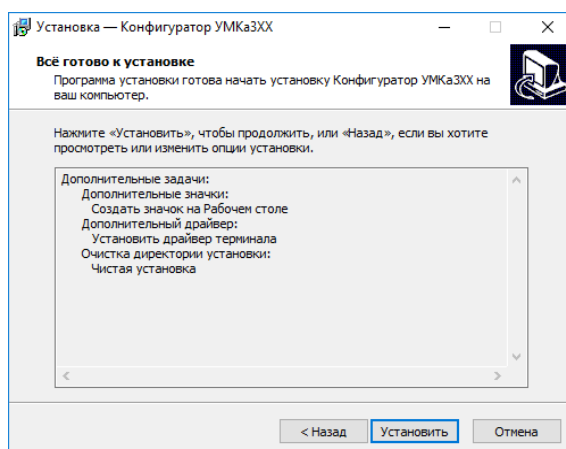 Установка — Конфигуратор УМКа3XX
Всё готово к установке
Программа установки готова начать установку Конфигуратор УМКа3XX на
ваш компьютер.
Нажмите «Установить», чтобы продолжить, или «Назад», если вы хотите
просмотреть или изменить опции установки.
Дополнительные задачи:
Дополнительные значки:
Создать значок на Рабочем столе
Дополнительный драйвер:
Установить драйвер терминала
Очистка директории установки:
Чистая установка
< Назад
Установить
Отмена